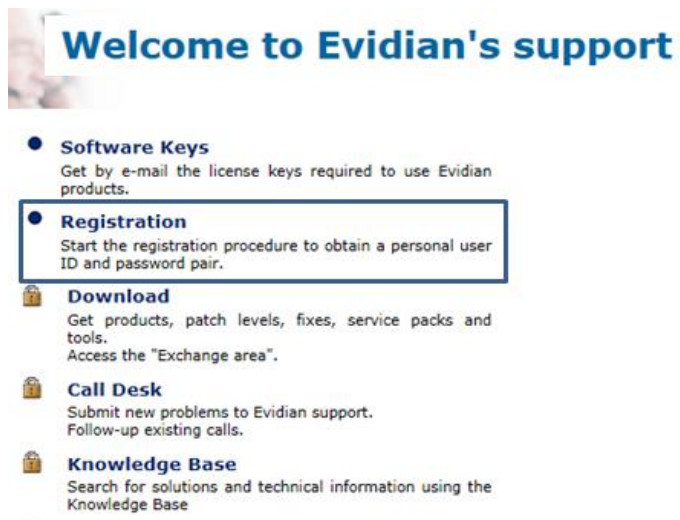 Welcome to Evidian's support
Software Keys
Get by e-mail the license keys required to use Evidian
products.
Registration
Start the registration procedure to obtain a personal user
ID and password pair.
Download
Get products, patch levels, fixes, service packs and
tools.
Access the "Exchange area".
Call Desk
Submit new problems to Evidian support.
Follow-up existing calls.
Knowledge Base
Search for solutions and technical information using the
Knowledge Base